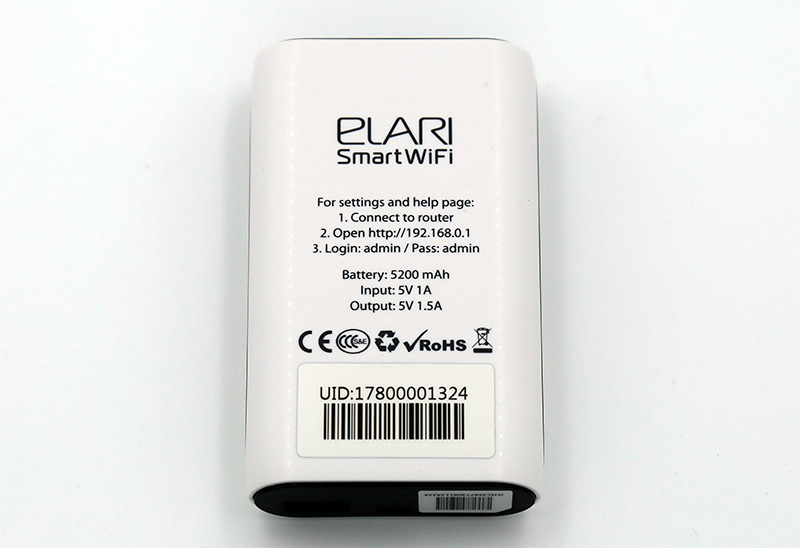 ELARI
SmartWiFi
For settings and help page:
1. Connect to router
2. Open http://192.168.0.1
3. Login: admin / Pass: admin
Battery: 5200 mAh
Input: 5V 1A
Output: 5V 1.5A
CE CCC S&E RoHS
UID:17800001324